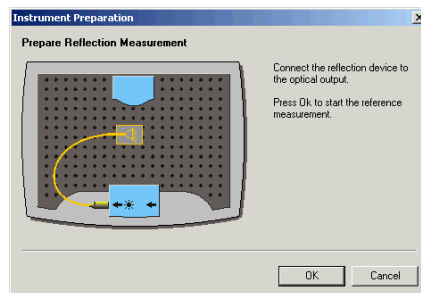 Instrument Preparation
Prepare Reflection Measurement
Connect the reflection device to
the optical output.
Press Ok to start the reference
measurement.
OK
Cancel